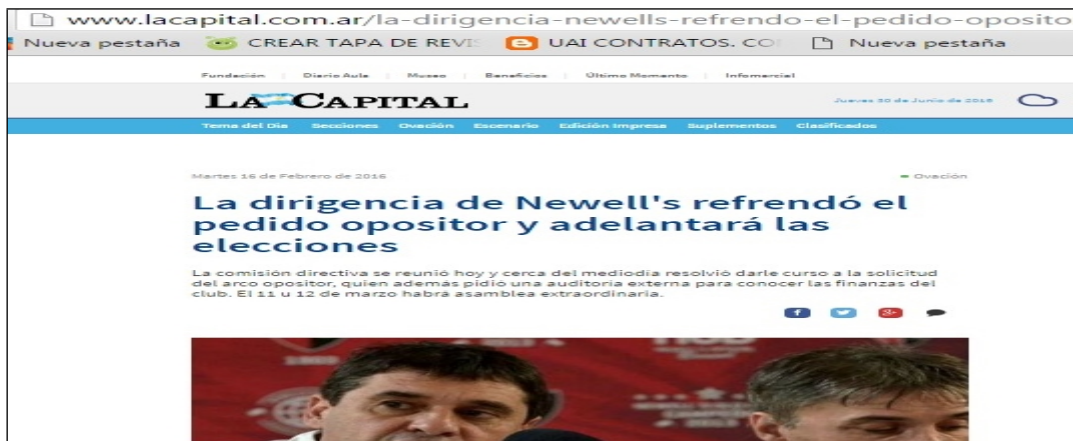 www.lacapital.com.ar/la-dirigencia-newells-refrendo-el-pedido-oposito
Nueva pestaña CREAR TAPA DE REVIS UAI CONTRATOS. CO Nueva pestaña
Fundación Diario Aula Museo Beneficios Último Momento Infomercial
LA CAPITAL Jueves 30 de Junio de 2016
Tema del Día Secciones Ovación Escenario Edición Impresa Suplementos Clasificados
Martes 16 de Febrero de 2016 Ovación
La dirigencia de Newell's refrendó el
pedido opositor y adelantará las
elecciones
La comisión directiva se reunió hoy y cerca del mediodía resolvió darle curso a la solicitud
del arco opositor, quien además pidió una auditoría externa para conocer las finanzas del
club. El 11 u 12 de marzo habrá asamblea extraordinaria.